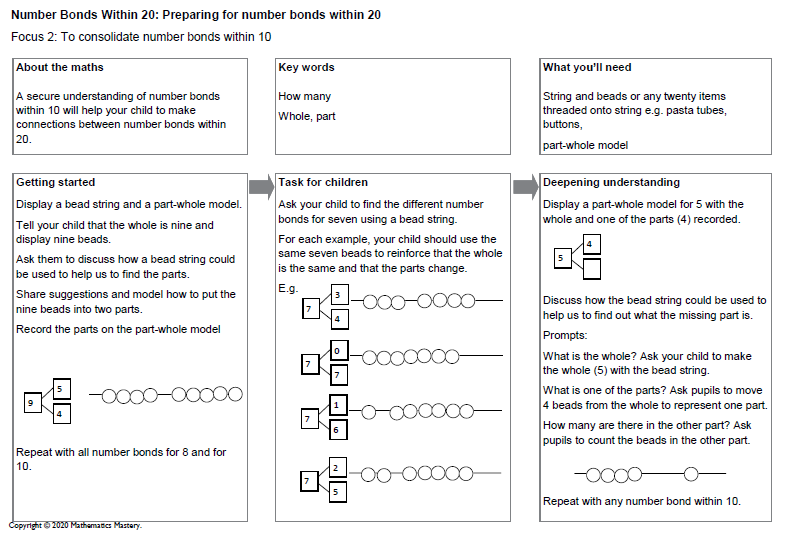 Number Bonds Within 20: Preparing for number bonds within 20
Focus 2: To consolidate number bonds within 10
About the maths
A secure understanding of number bonds
within 10 will help your child to make
connections between number bonds within
20.
Key words
How many
Whole, part
What you'll need
String and beads or any twenty items
threaded onto string e.g. pasta tubes,
buttons,
part-whole model
Getting started
Display a bead string and a part-whole model.
Tell your child that the whole is nine and
display nine beads.
Ask them to discuss how a bead string could
be used to help us to find the parts.
Share suggestions and model how to put the
nine beads into two parts.
Record the parts on the part-whole model
5
9
4
Repeat with all number bonds for 8 and for
10.
Task for children
Ask your child to find the different number
bonds for seven using a bead string.
For each example, your child should use the
same seven beads to reinforce that the whole
is the same and that the parts change.
E.g.
3
7
4
0
7
7
1
7
6
2
7
5
Deepening understanding
Display a part-whole model for 5 with the
whole and one of the parts (4) recorded.
4
5
Discuss how the bead string could be used to
help us to find out what the missing part is.
Prompts:
What is the whole? Ask your child to make
the whole (5) with the bead string.
What is one of the parts? Ask pupils to move
4 beads from the whole to represent one part.
How many are there in the other part? Ask
pupils to count the beads in the other part.
Repeat with any number bond within 10.
Copyright © 2020 Mathematics Mastery.